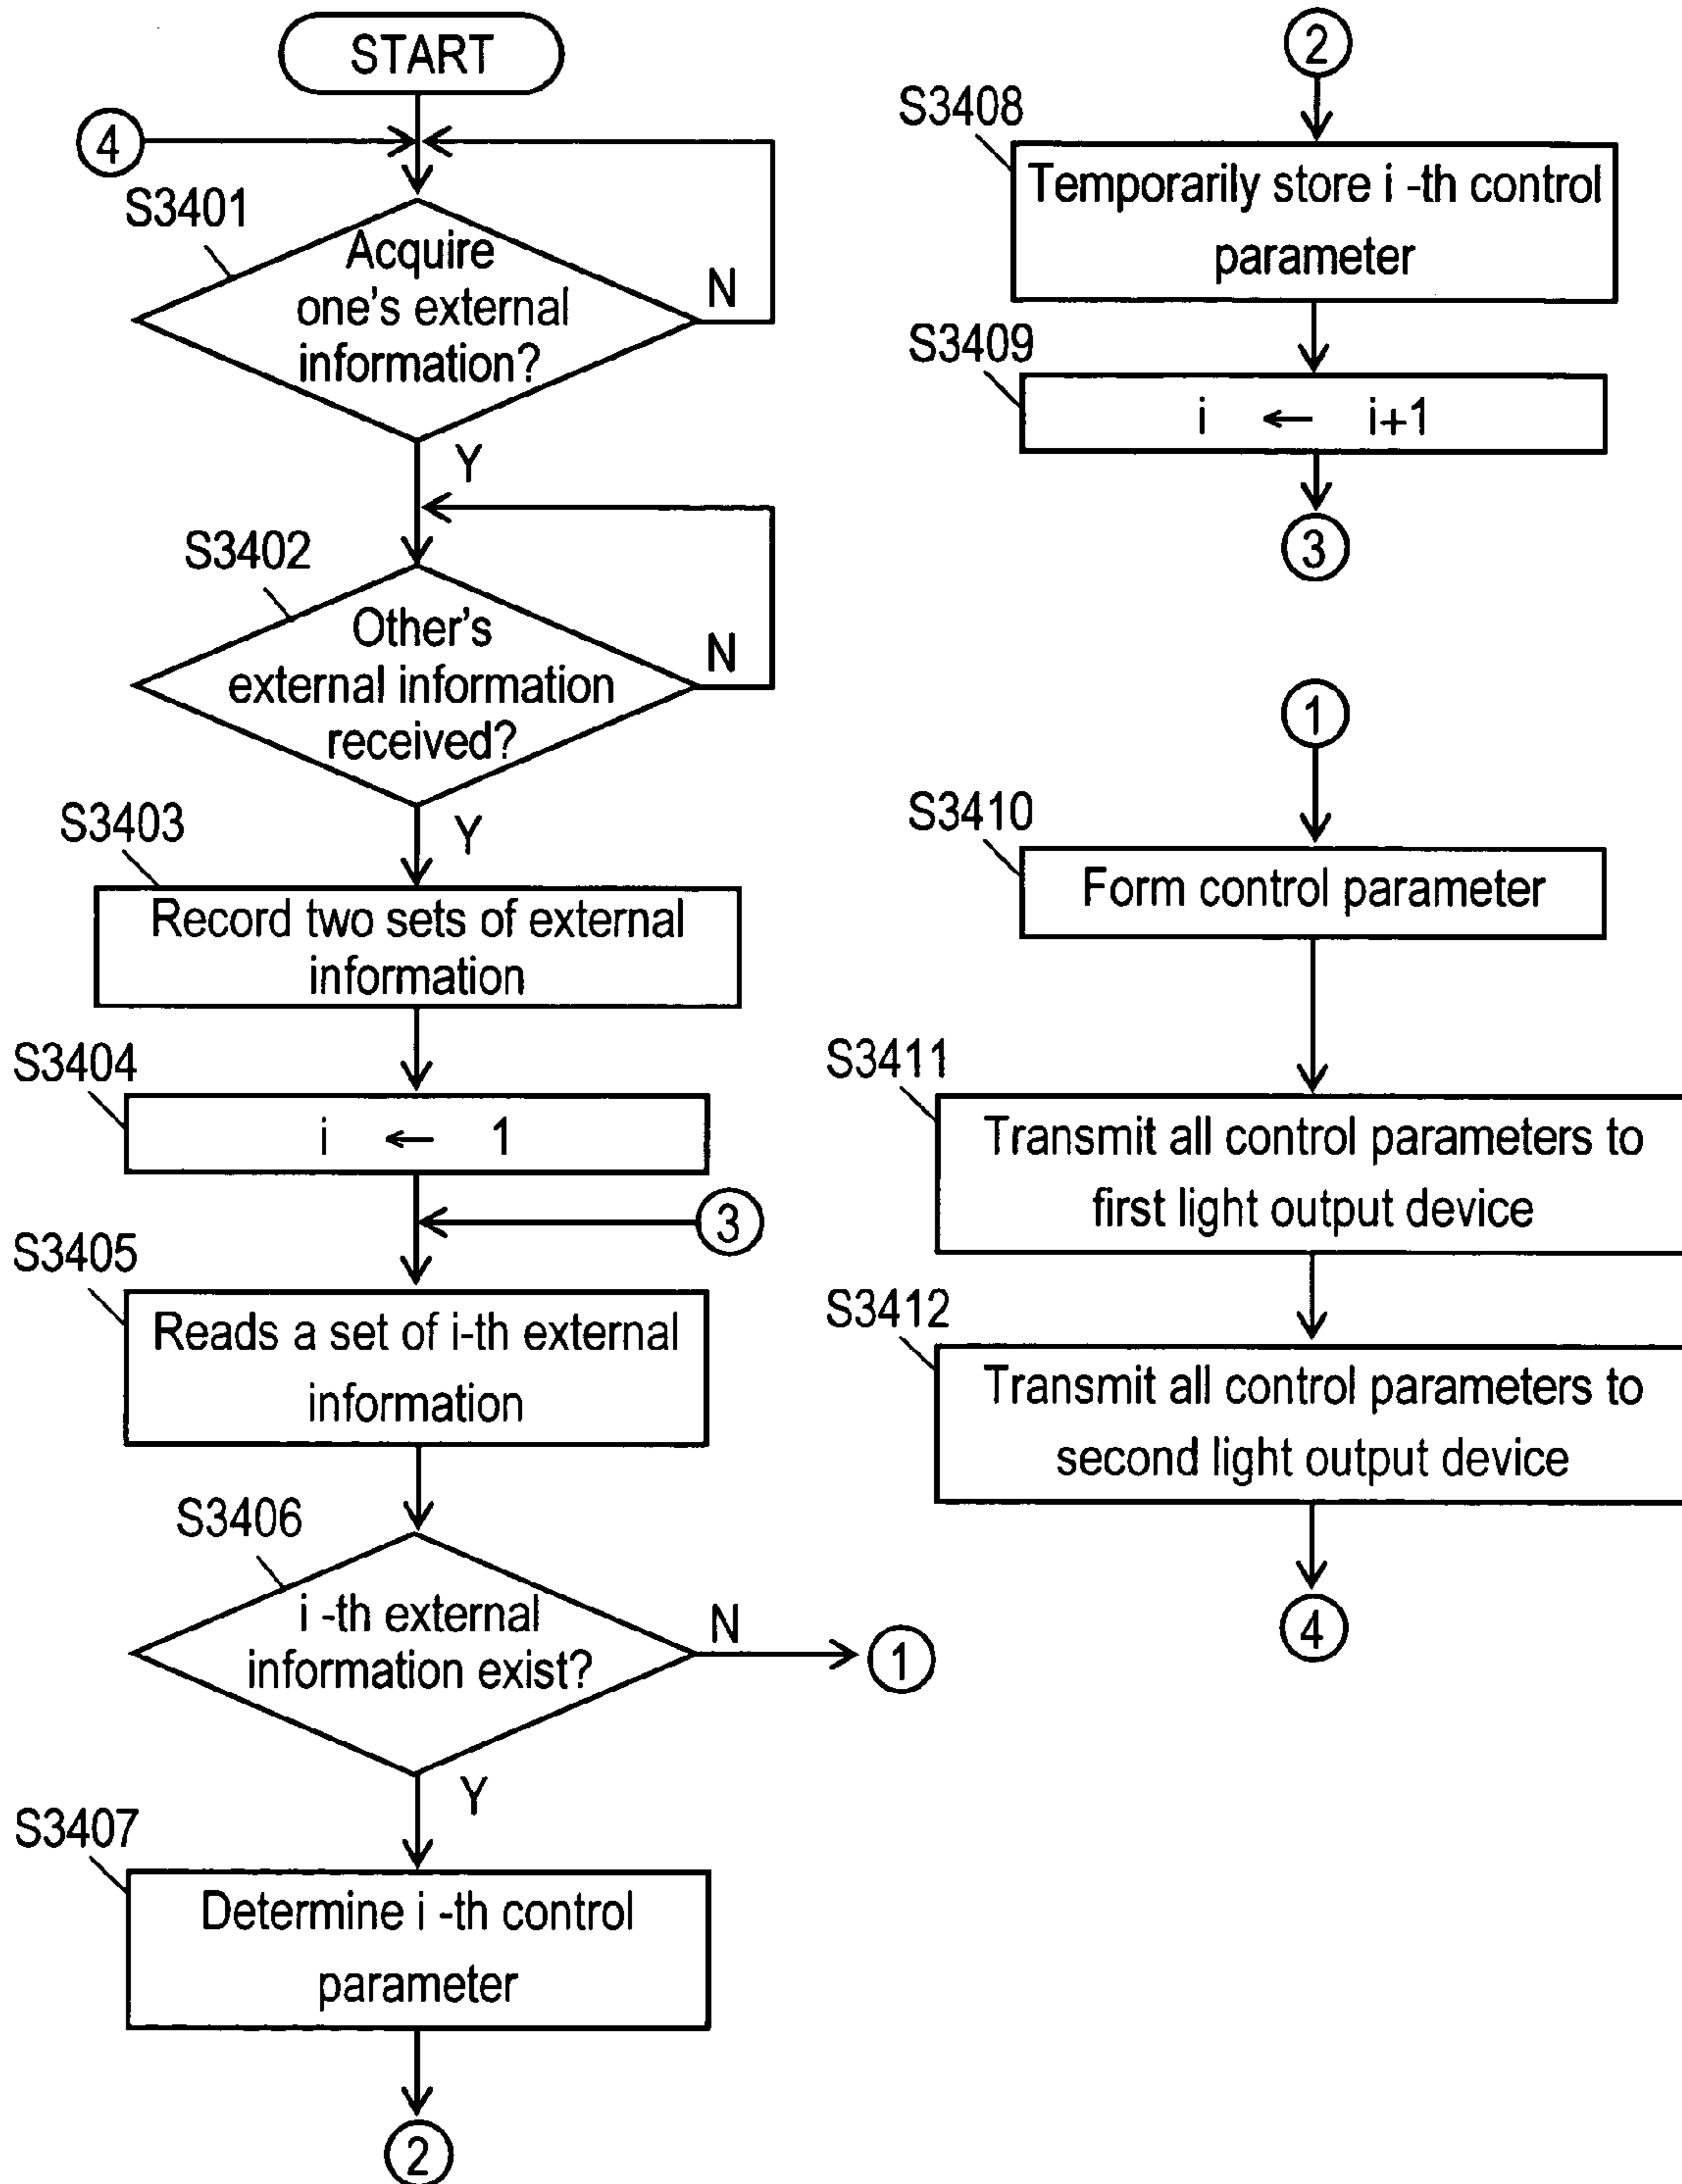 START
4
S3401
Acquire
one's external
information?
N
Y
S3402
Other's
external information
received?
N
Y
S3403
Record two sets of external
information
S3404
i ← 1
3
S3405
Reads a set of i-th external
information
S3406
i -th external
information exist?
N
1
Y
S3407
Determine i -th control
parameter
2
2
S3408
Temporarily store i -th control
parameter
S3409
i ← i+1
3
1
S3410
Form control parameter
S3411
Transmit all control parameters to
first light output device
S3412
Transmit all control parameters to
second light output device
4